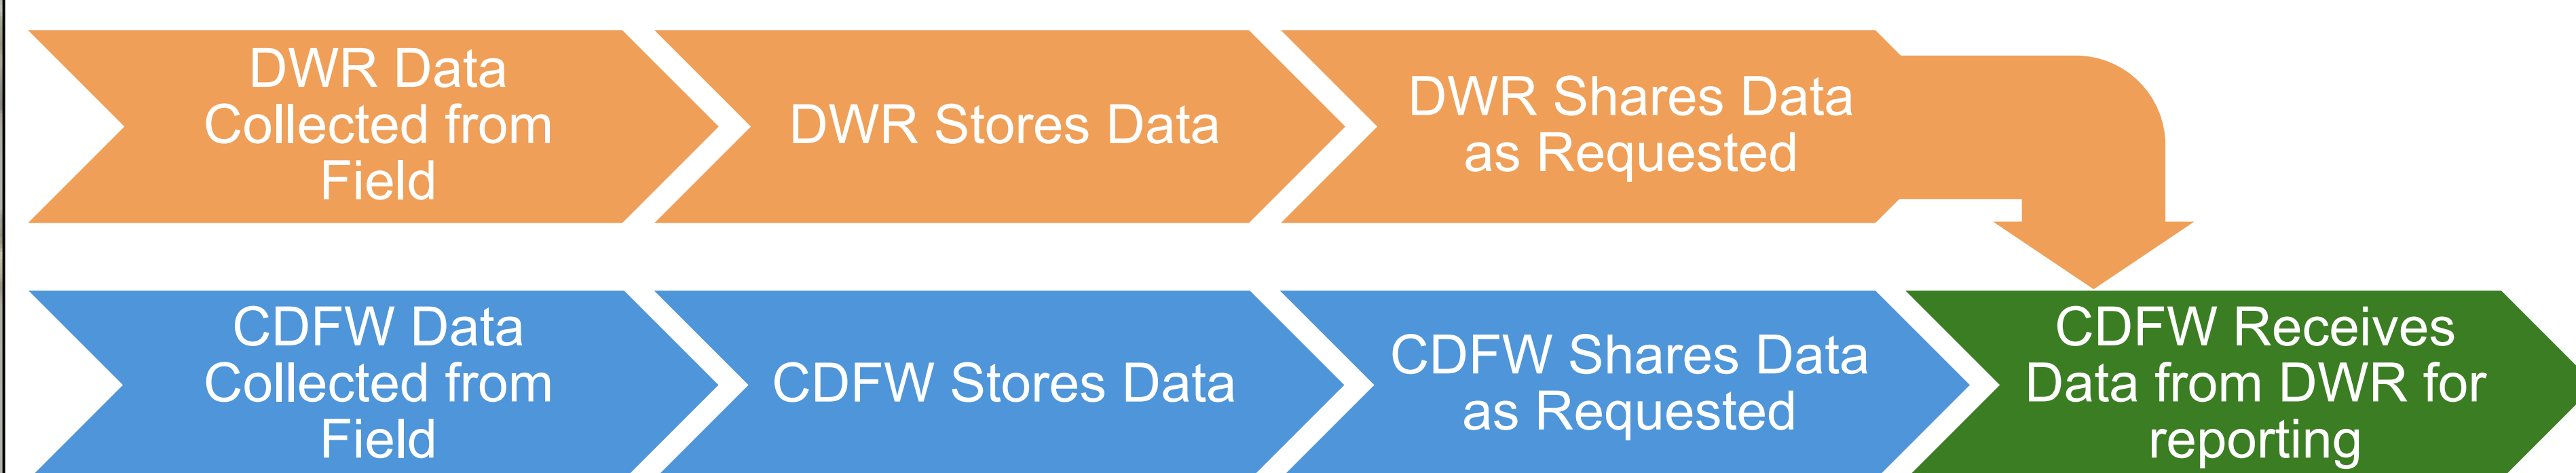 DWR Data
Collected from
Field
DWR Stores Data
DWR Shares Data
as Requested
CDFW Data
Collected from
Field
CDFW Stores Data
CDFW Shares Data
as Requested
CDFW Receives
Data from DWR for
reporting